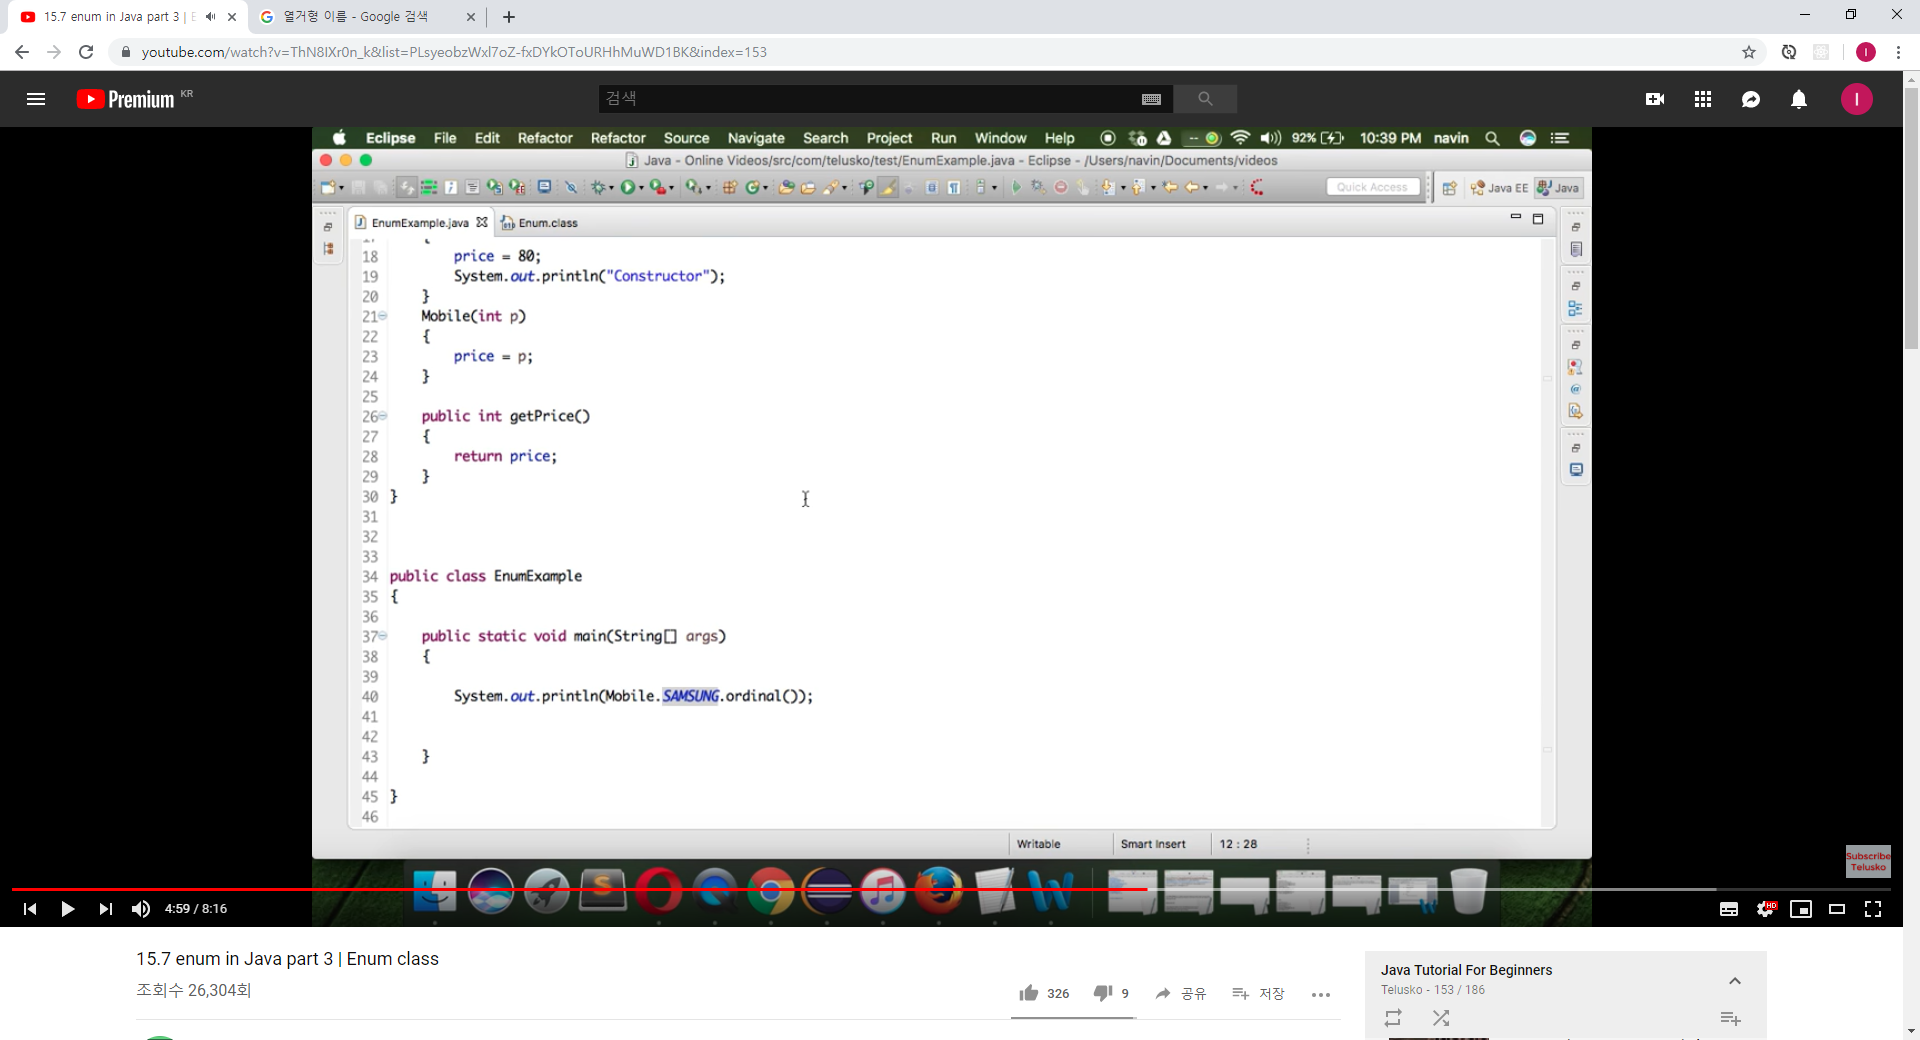 15.7 enum in Java part 3 | E
열거형 이름 - Google 검색
youtube.com/watch?v=ThN8IXr0n_k&list=PLsyeobzWxl7oZ-fxDYkOToURHhMuWD1BK&index=153
I
Premium KR
검색
I
Eclipse File Edit Refactor Refactor Source Navigate Search Project Run Window Help 92% 10:39 PM navin
Java - Online Videos/src/com/telusko/test/EnumExample.java - Eclipse - /Users/navin/Documents/videos
Quick Access Java EE Java
EnumExample.java Enum.class
17 {
18 price = 80;
19 System.out.println("Constructor");
20 }
21 Mobile(int p)
22 {
23 price = p;
24 }
25
26 public int getPrice()
27 {
28 return price;
29 }
30 }
31
32
33
34 public class EnumExample
35 {
36
37 public static void main(String[] args)
38 {
39
40 System.out.println(Mobile.SAMSUNG.ordinal());
41
42
43 }
44
45 }
46
Writable Smart Insert 12 : 28
Subscribe
Telusko
4:59 / 8:16
HD
15.7 enum in Java part 3 | Enum class
조회수 26,304회
326 9 공유 저장
Java Tutorial For Beginners
Telusko - 153 / 186